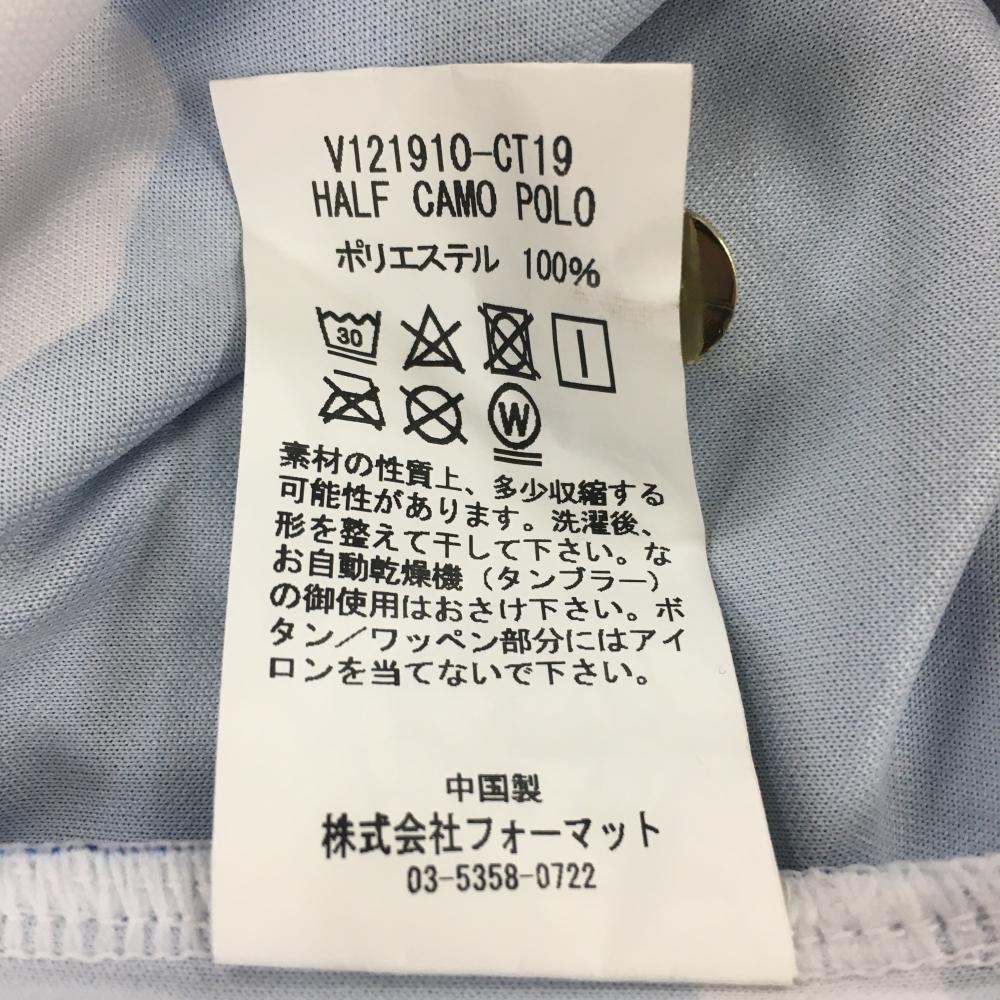 V121910-CT19
HALF CAMO POLO
ポリエステル 100%
30
W
素材の性質上、多少収縮する
可能性があります。洗濯後、
形を整えて干して下さい。な
お自動乾燥機(タンブラー)
の御使用はおさけ下さい。ボ
タン/ワッペン部分にはアイ
ロンを当てないで下さい。
中国製
株式会社フォーマット
03-5358-0722